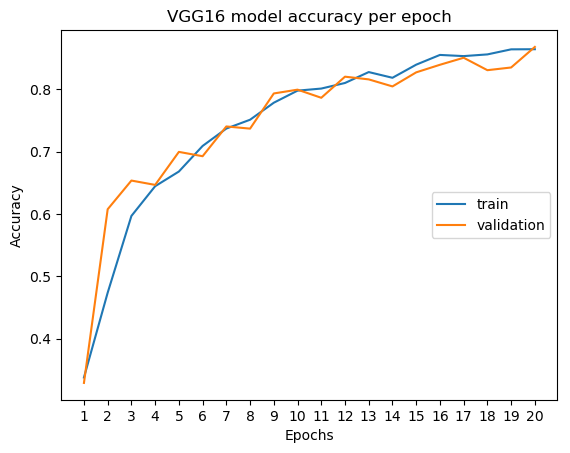 VGG16 model accuracy per epoch
Accuracy
0.8
0.7
0.6
0.5
0.4
train
validation
1 2 3 4 5 6 7 8 9 10 11 12 13 14 15 16 17 18 19 20
Epochs